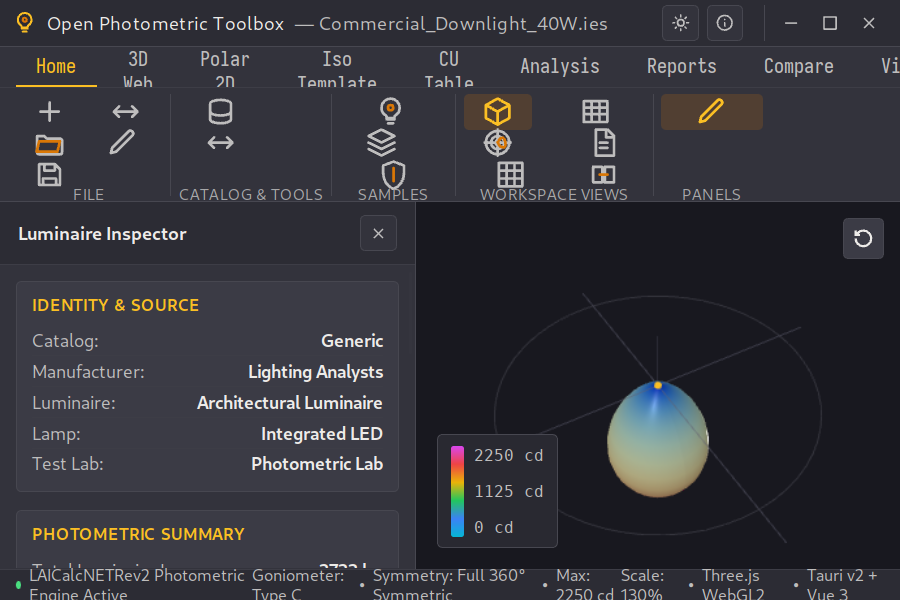 Open Photometric Toolbox — Commercial_Downlight_40W.ies
Home
3D
Web
Polar
2D
Iso
Template
CU
Table
Analysis
Reports
Compare
Vi
FILE
CATALOG & TOOLS
SAMPLES
WORKSPACE VIEWS
PANELS
Luminaire Inspector
IDENTITY & SOURCE
Catalog: Generic
Manufacturer: Lighting Analysts
Luminaire: Architectural Luminaire
Lamp: Integrated LED
Test Lab: Photometric Lab
PHOTOMETRIC SUMMARY
2250 cd
1125 cd
0 cd
LAICalcNETRev2 Photometric
Engine Active
Goniometer:
Type C
• Symmetry: Full 360°
Symmetric
• Max:
2250 cd
Scale:
130%
• Three.js
WebGL2
• Tauri v2 +
Vue 3